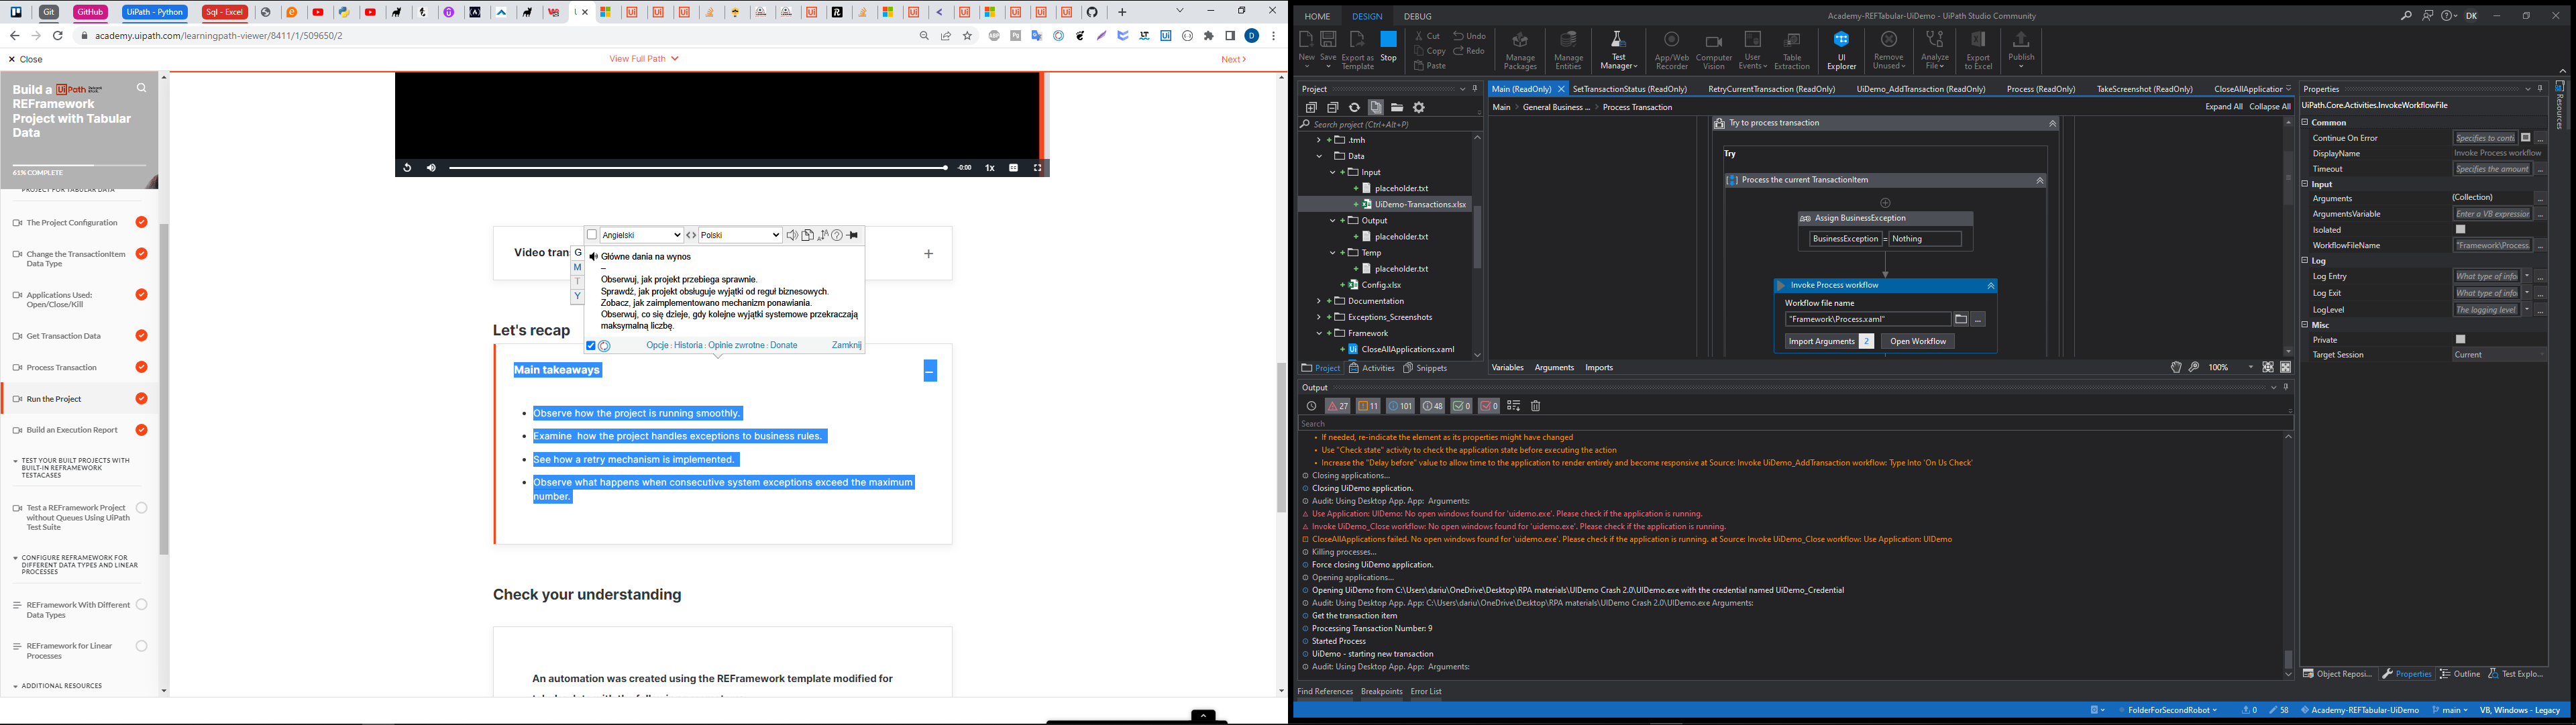 Git
GitHub
UiPath - Python
Sql - Excel
academy.uipath.com/learningpath-viewer/8411/1/509650/2
Close
View Full Path
Next
Build a
REFramework
Project with Tabular
Data
61% COMPLETE
PROJECT FOR TABULAR DATA
The Project Configuration
Change the TransactionItem
Data Type
Applications Used:
Open/Close/Kill
Get Transaction Data
Process Transaction
Run the Project
Build an Execution Report
TEST YOUR BUILT PROJECTS WITH
BUILT-IN REFRAMEWORK
TESTCASES
Test a REFramework Project
without Queues Using UiPath
Test Suite
CONFIGURE REFRAMEWORK FOR
DIFFERENT DATA TYPES AND LINEAR
PROCESSES
REFramework With Different
Data Types
REFramework for Linear
Processes
ADDITIONAL RESOURCES
-0:00
1x
Video tran
Angielski
Polski
G
M
T
Y
Główne dania na wynos
–
Obserwuj, jak projekt przebiega sprawnie.
Sprawdź, jak projekt obsługuje wyjątki od reguł biznesowych.
Zobacz, jak zaimplementowano mechanizm ponawiania.
Obserwuj, co się dzieje, gdy kolejne wyjątki systemowe przekraczają
maksymalną liczbę.
Opcje : Historia : Opinie zwrotne : Donate
Zamknij
Let's recap
Main takeaways
Observe how the project is running smoothly.
Examine how the project handles exceptions to business rules.
See how a retry mechanism is implemented.
Observe what happens when consecutive system exceptions exceed the maximum
number.
Check your understanding
An automation was created using the REFramework template modified for
HOME
DESIGN
DEBUG
Academy-REFTabular-UiDemo - UiPath Studio Community
DK
New
Save
Export as
Template
Stop
Cut
Copy
Paste
Undo
Redo
Manage
Packages
Manage
Entities
Test
Manager
App/Web
Recorder
Computer
Vision
User
Events
Table
Extraction
UI
Explorer
Remove
Unused
Analyze
File
Export
to Excel
Publish
Project
Search project (Ctrl+Alt+P)
.tmh
Data
Input
placeholder.txt
UiDemo-Transactions.xlsx
Output
placeholder.txt
Temp
placeholder.txt
Config.xlsx
Documentation
Exceptions_Screenshots
Framework
CloseAllApplications.xaml
Project
Activities
Snippets
Main (ReadOnly)
SetTransactionStatus (ReadOnly)
RetryCurrentTransaction (ReadOnly)
UiDemo_AddTransaction (ReadOnly)
Process (ReadOnly)
TakeScreenshot (ReadOnly)
CloseAllApplication
Main > General Business ... > Process Transaction
Expand All
Collapse All
Try to process transaction
Try
Process the current TransactionItem
Assign BusinessException
BusinessException = Nothing
Invoke Process workflow
Workflow file name
"Framework\Process.xaml"
Import Arguments 2
Open Workflow
Variables
Arguments
Imports
100%
Output
27
11
101
48
0
0
Search
If needed, re-indicate the element as its properties might have changed
Use "Check state" activity to check the application state before executing the action
Increase the "Delay before" value to allow time to the application to render entirely and become responsive at Source: Invoke UiDemo_AddTransaction workflow: Type Into 'On Us Check'
Closing applications...
Closing UiDemo application.
Audit: Using Desktop App. App: Arguments:
Use Application: UIDemo: No open windows found for 'uidemo.exe'. Please check if the application is running.
Invoke UiDemo_Close workflow: No open windows found for 'uidemo.exe'. Please check if the application is running.
CloseAllApplications failed. No open windows found for 'uidemo.exe'. Please check if the application is running. at Source: Invoke UiDemo_Close workflow: Use Application: UIDemo
Killing processes...
Force closing UiDemo application.
Opening applications...
Opening UiDemo from C:\Users\dariu\OneDrive\Desktop\RPA materials\UIDemo Crash 2.0\UIDemo.exe with the credential named UiDemo_Credential
Audit: Using Desktop App. App: C:\Users\dariu\OneDrive\Desktop\RPA materials\UIDemo Crash 2.0\UIDemo.exe Arguments:
Get the transaction item
Processing Transaction Number: 9
Started Process
UiDemo - starting new transaction
Audit: Using Desktop App. App: Arguments:
Find References
Breakpoints
Error List
Properties
UiPath.Core.Activities.InvokeWorkflowFile
Common
Continue On Error
Specifies to conti
DisplayName
Invoke Process workflow
Timeout
Specifies the amount
Input
Arguments
(Collection)
ArgumentsVariable
Enter a VB expression
Isolated
WorkflowFileName
"Framework\Process.
Log
Log Entry
What type of info
Log Exit
What type of info
LogLevel
The logging level
Misc
Private
Target Session
Current
Resources
Object Reposi...
Properties
Outline
Test Explo...
FolderForSecondRobot
0
58
Academy-REFTabular-UiDemo
main
VB, Windows - Legacy